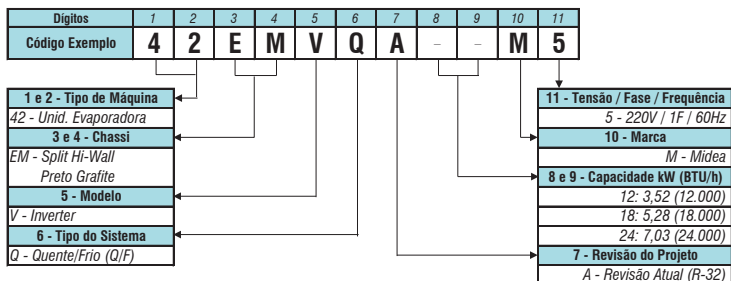 Dígitos 1 2 3 4 5 6 7 8 9 10 11
Código Exemplo 4 2 E M V Q A – – M 5
1 e 2 - Tipo de Máquina
42 - Unid. Evaporadora
3 e 4 - Chassi
EM - Split Hi-Wall
Preto Grafite
5 - Modelo
V - Inverter
6 - Tipo do Sistema
Q - Quente/Frio (Q/F)
11 - Tensão / Fase / Frequência
5 - 220V / 1F / 60Hz
10 - Marca
M - Midea
8 e 9 - Capacidade kW (BTU/h)
12: 3,52 (12.000)
18: 5,28 (18.000)
24: 7,03 (24.000)
7 - Revisão do Projeto
A - Revisão Atual (R-32)